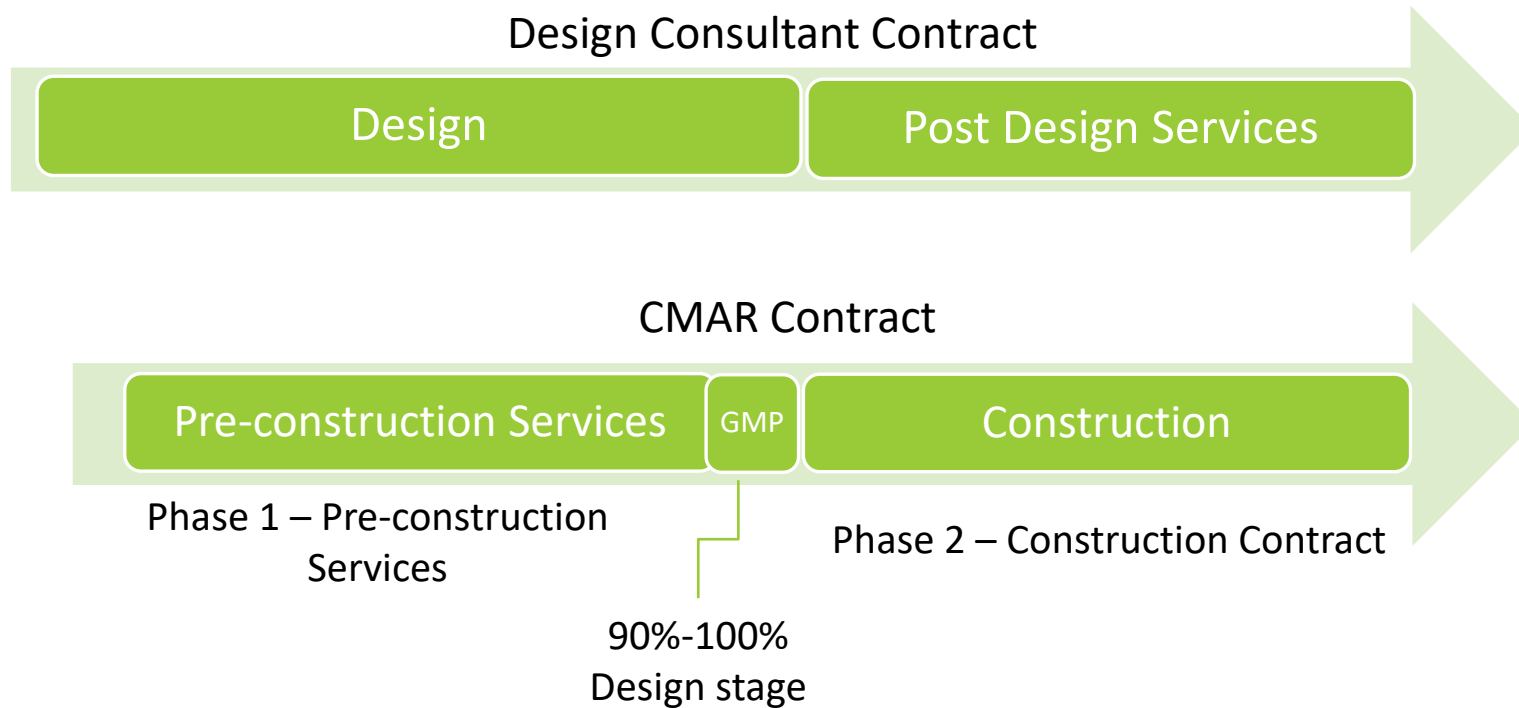 Design Consultant Contract
Design
Post Design Services
CMAR Contract
Pre-construction Services
GMP
Construction
Phase 1 – Pre-construction
Services
Phase 2 – Construction Contract
90%-100%
Design stage